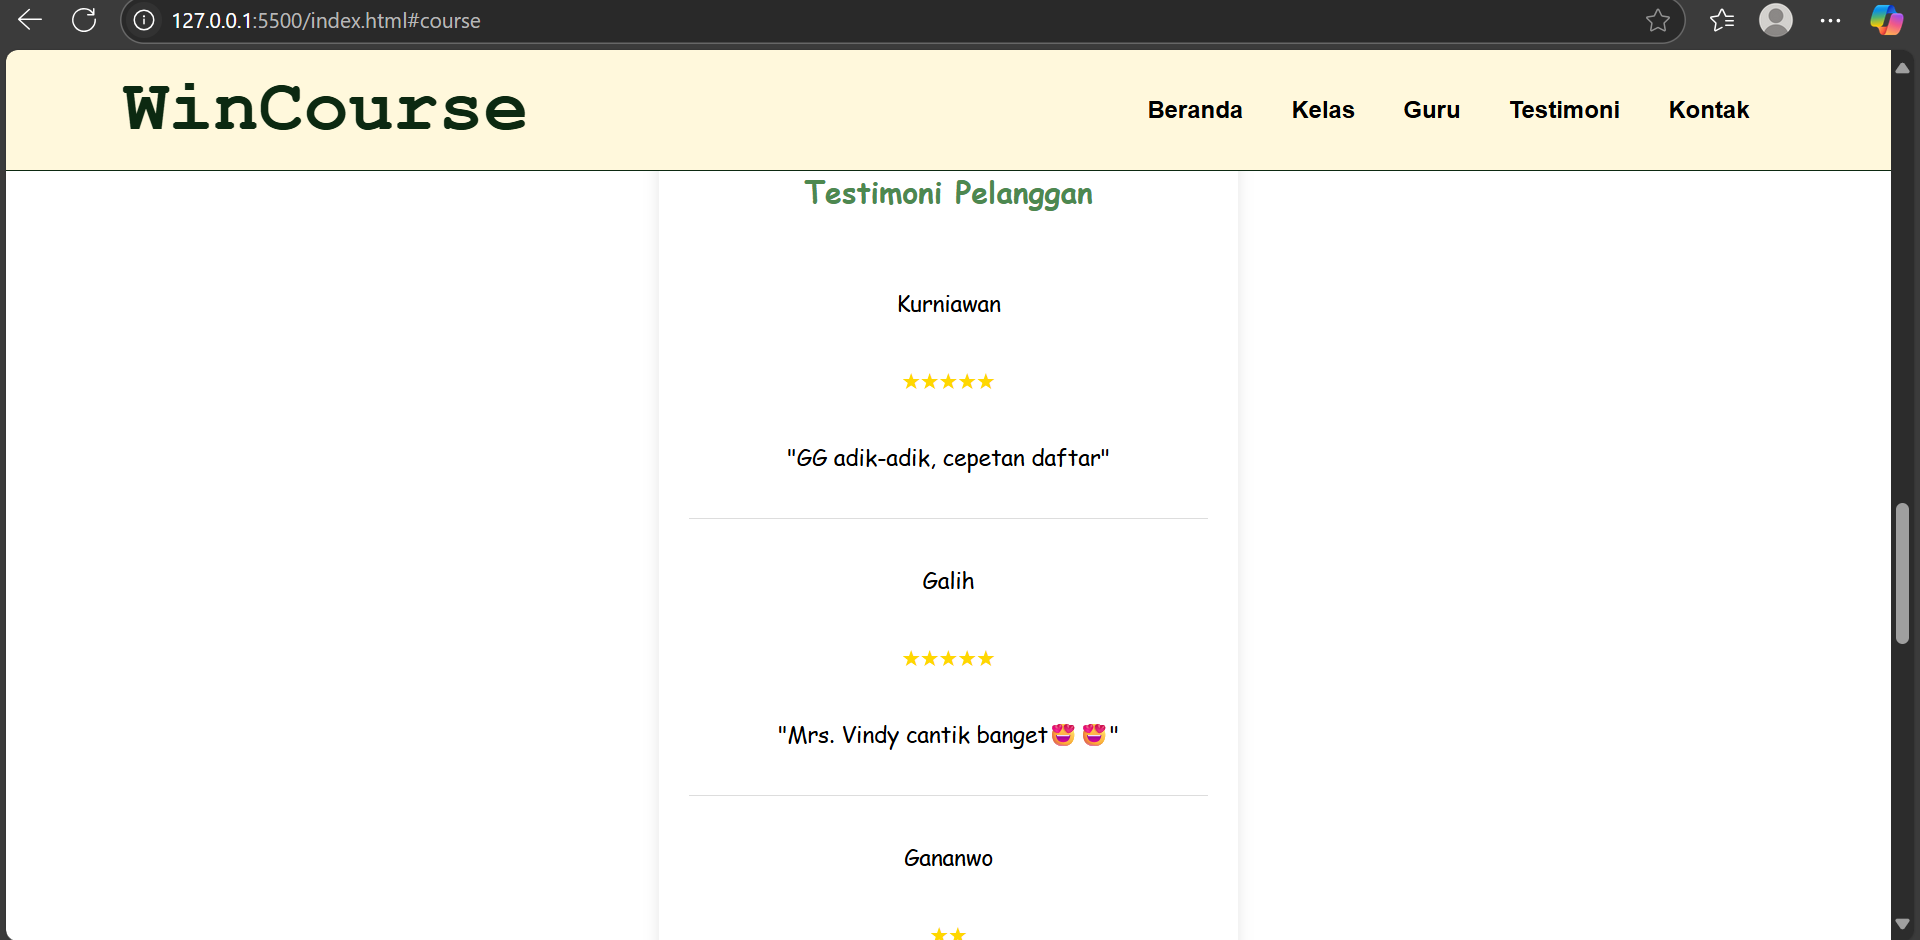 127.0.0.1:5500/index.html#course
WinCourse
Beranda Kelas Guru Testimoni Kontak
Testimoni Pelanggan
Kurniawan
★★★★★
"GG adik-adik, cepetan daftar"
Galih
★★★★★
"Mrs. Vindy cantik banget😍😍"
Gananwo
★★